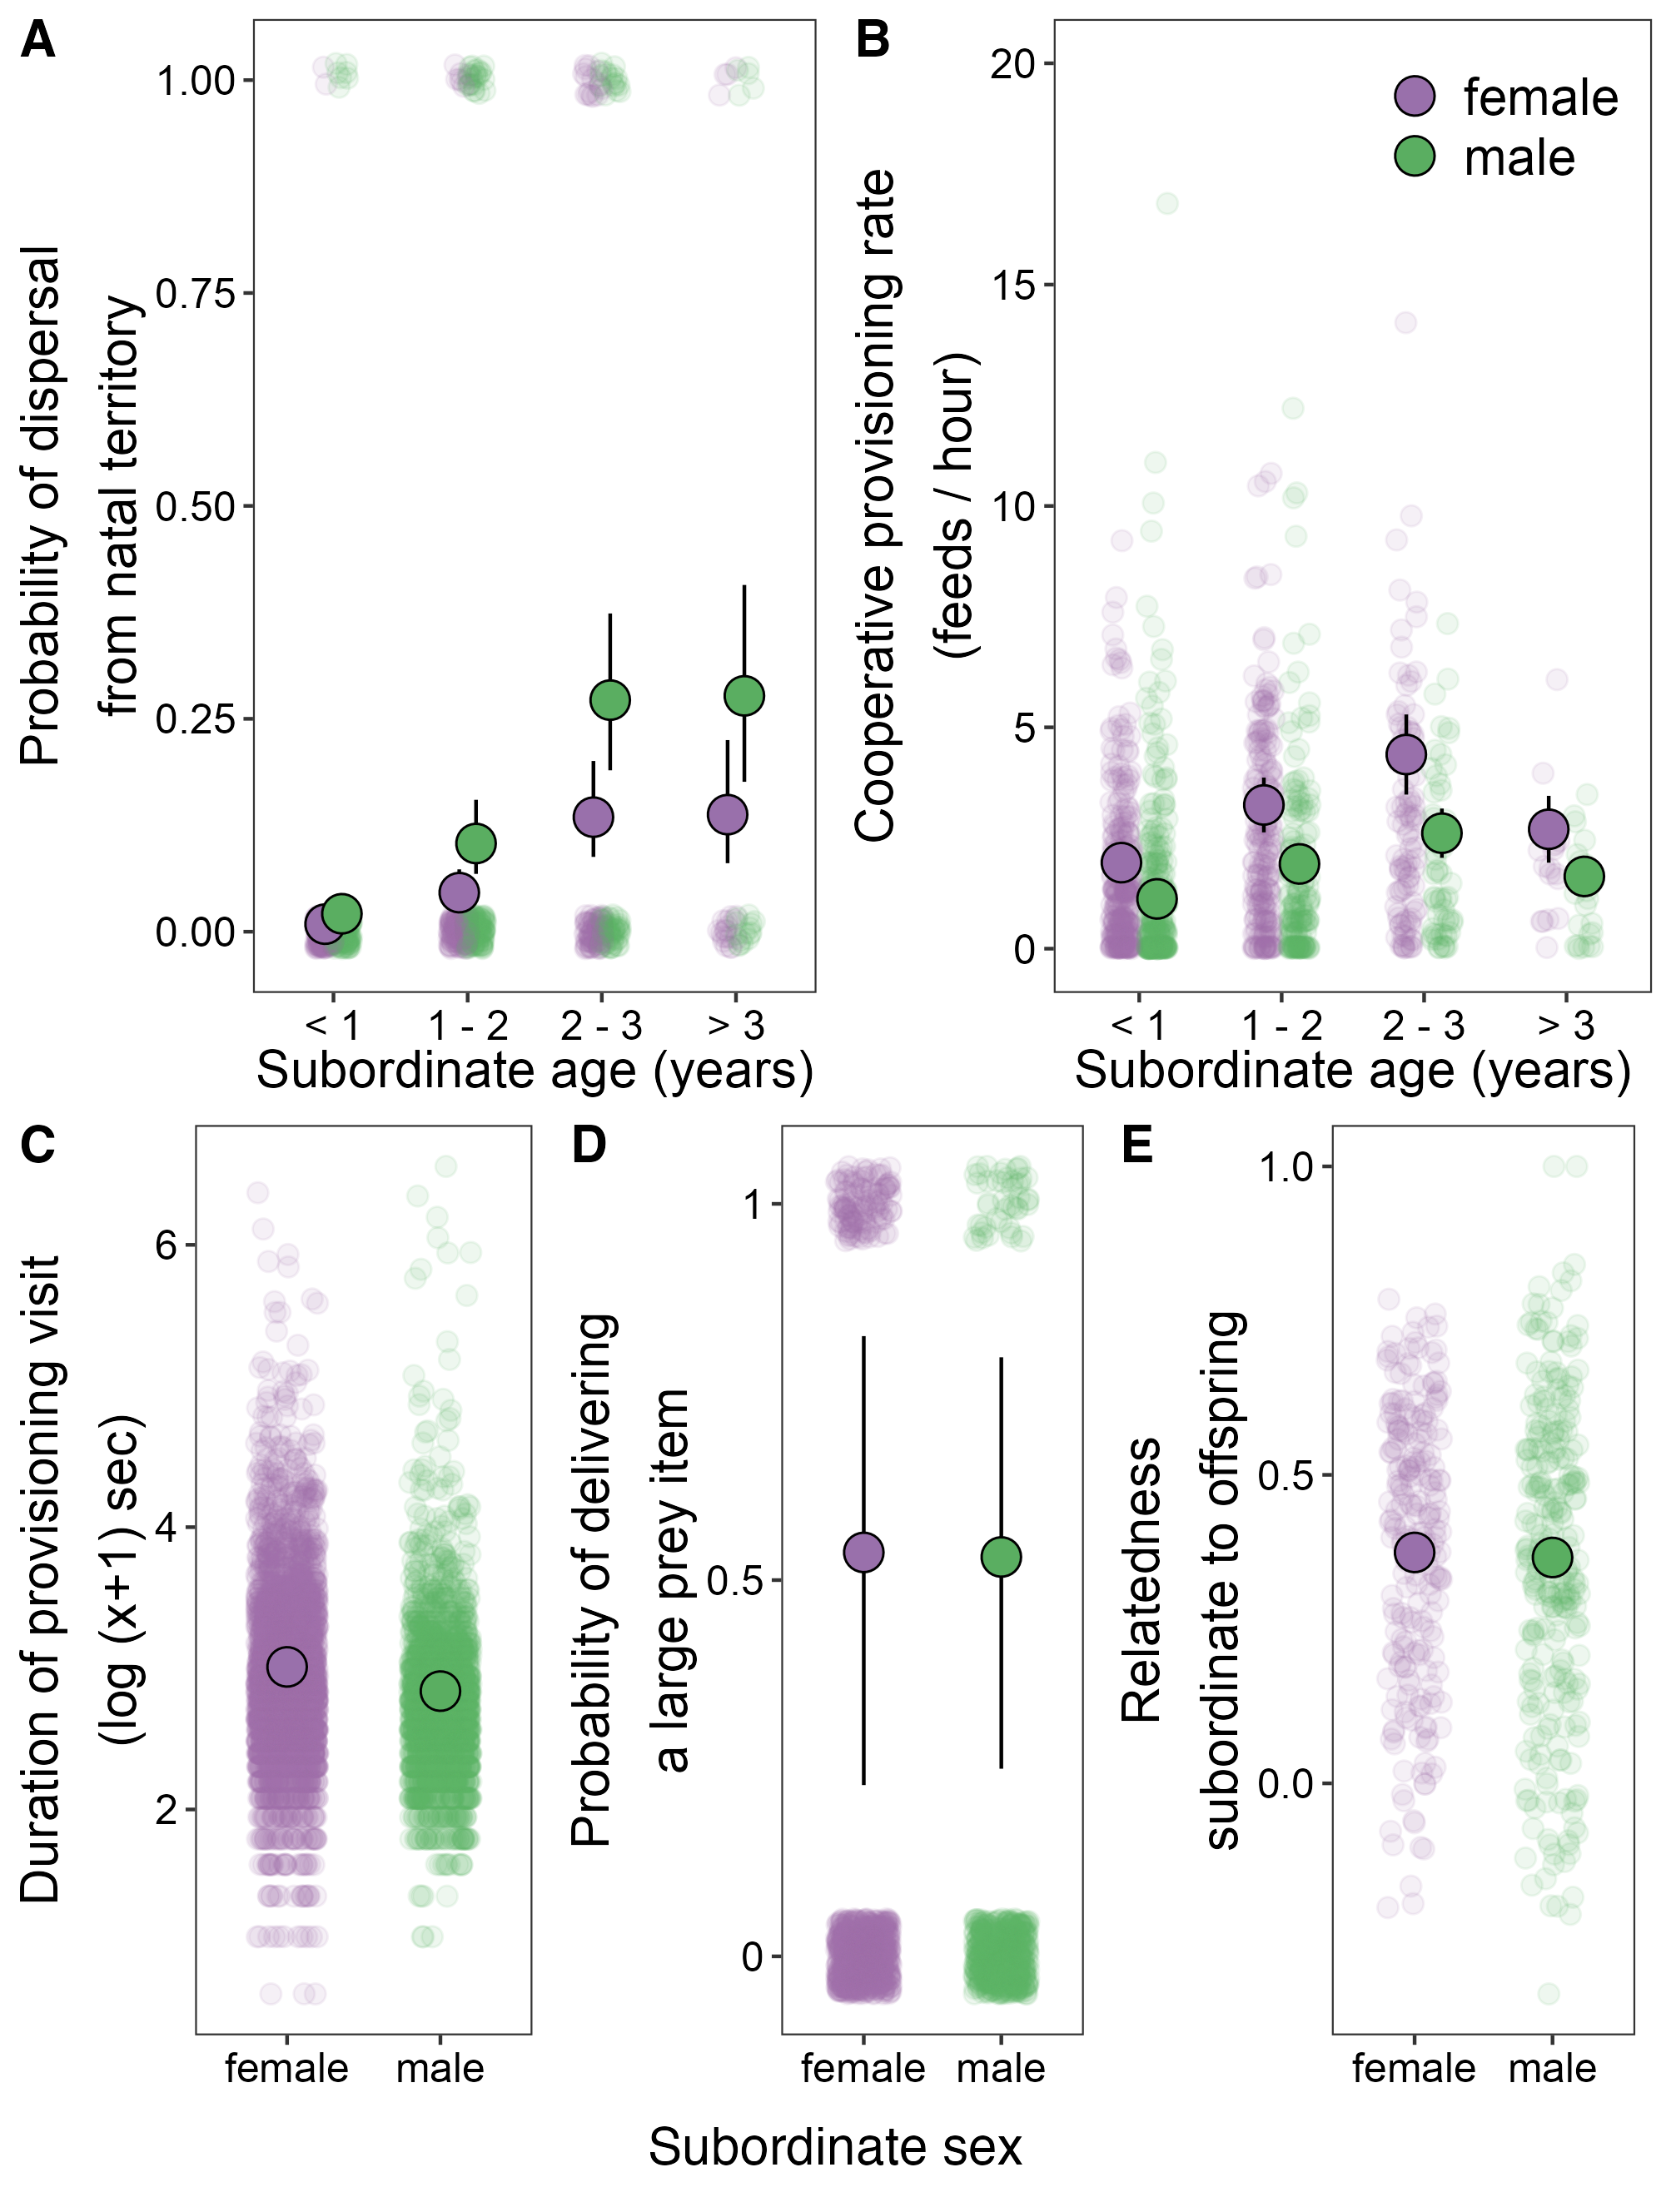 A
Probability of dispersal
from natal territory
1.00
0.75
0.50
0.25
0.00
< 1
1 - 2
2 - 3
> 3
Subordinate age (years)
B
Cooperative provisioning rate
(feeds / hour)
20
15
10
5
0
female
male
< 1
1 - 2
2 - 3
> 3
Subordinate age (years)
C
Duration of provisioning visit
(log (x+1) sec)
6
4
2
female
male
D
Probability of delivering
a large prey item
1
0.5
0
female
male
E
Relatedness
subordinate to offspring
1.0
0.5
0.0
female
male
Subordinate sex